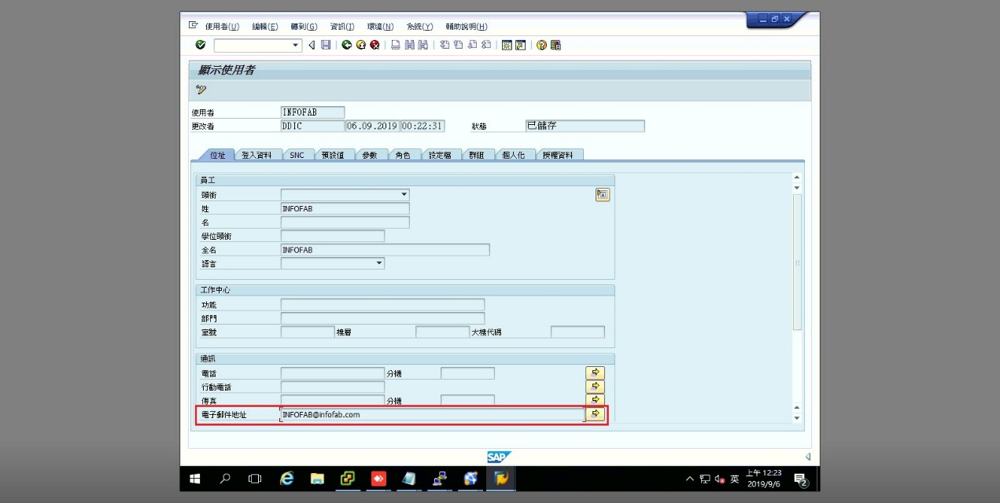 使用者(U) 編輯(E) 轉到(G) 資訊(I) 環境(N) 系統(Y) 輔助說明(H)
顯示使用者
使用者 INFOFAB
更改者 DDIC 06.09.2019 00:22:31 狀態 已儲存
位址 登入資料 SNC 預設值 參數 角色 設定檔 群組 個人化 授權資料
員工
頭銜
姓 INFOFAB
名
學位頭銜
全名 INFOFAB
語言
工作中心
功能
部門
室號 樓層 大樓代碼
通訊
電話 分機
行動電話
傳真 分機
電子郵件地址 INFOFAB@infofab.com
SAP
英 上午 12:23
2019/9/6 2